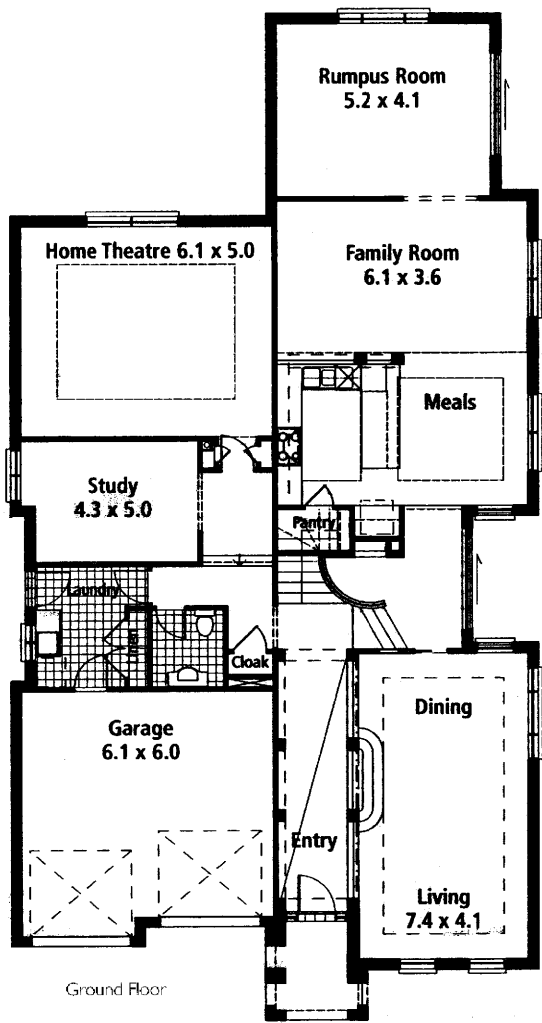 Rumpus Room
5.2 x 4.1
Home Theatre 6.1 x 5.0
Family Room
6.1 x 3.6
Meals
Study
4.3 x 5.0
Pantry
Laundry
Linen
Cloak
Garage
6.1 x 6.0
Dining
Entry
Living
7.4 x 4.1
Ground Floor